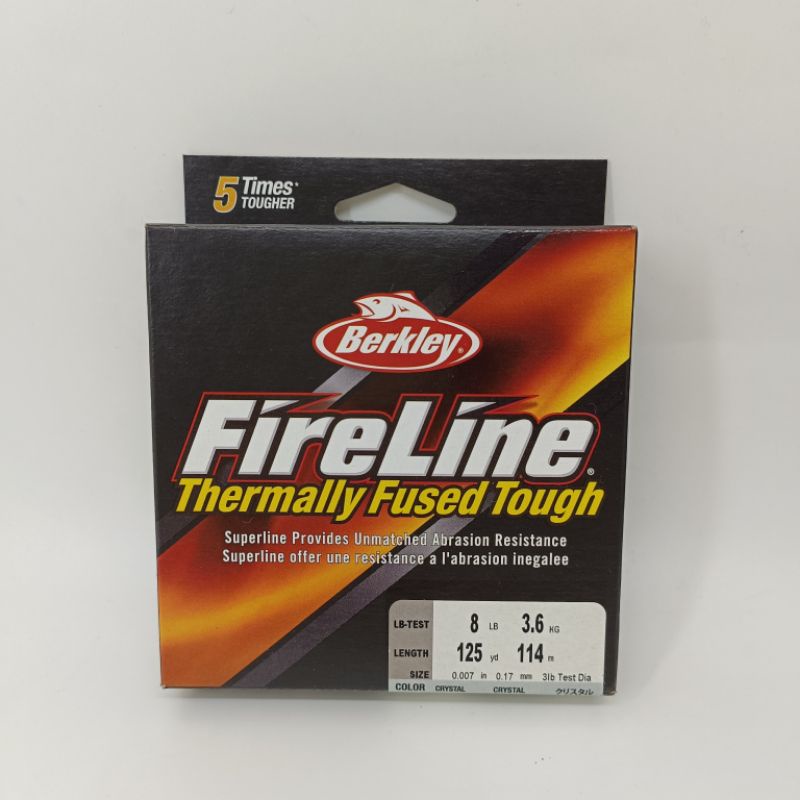 5 Times*
TOUGHER
Berkley®
FireLine®
Thermally Fused Tough
Superline Provides Unmatched Abrasion Resistance
Superline offer une resistance a l'abrasion inegalee
LB-TEST 8 LB 3.6 KG
LENGTH 125 yd 114 m
SIZE 0.007 in 0.17 mm 3lb Test Dia
COLOR CRYSTAL CRYSTAL クリスタル